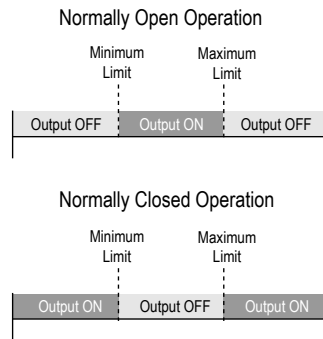 Normally Open Operation
Minimum Limit
Maximum Limit
Output OFF
Output ON
Output OFF
Normally Closed Operation
Minimum Limit
Maximum Limit
Output ON
Output OFF
Output ON